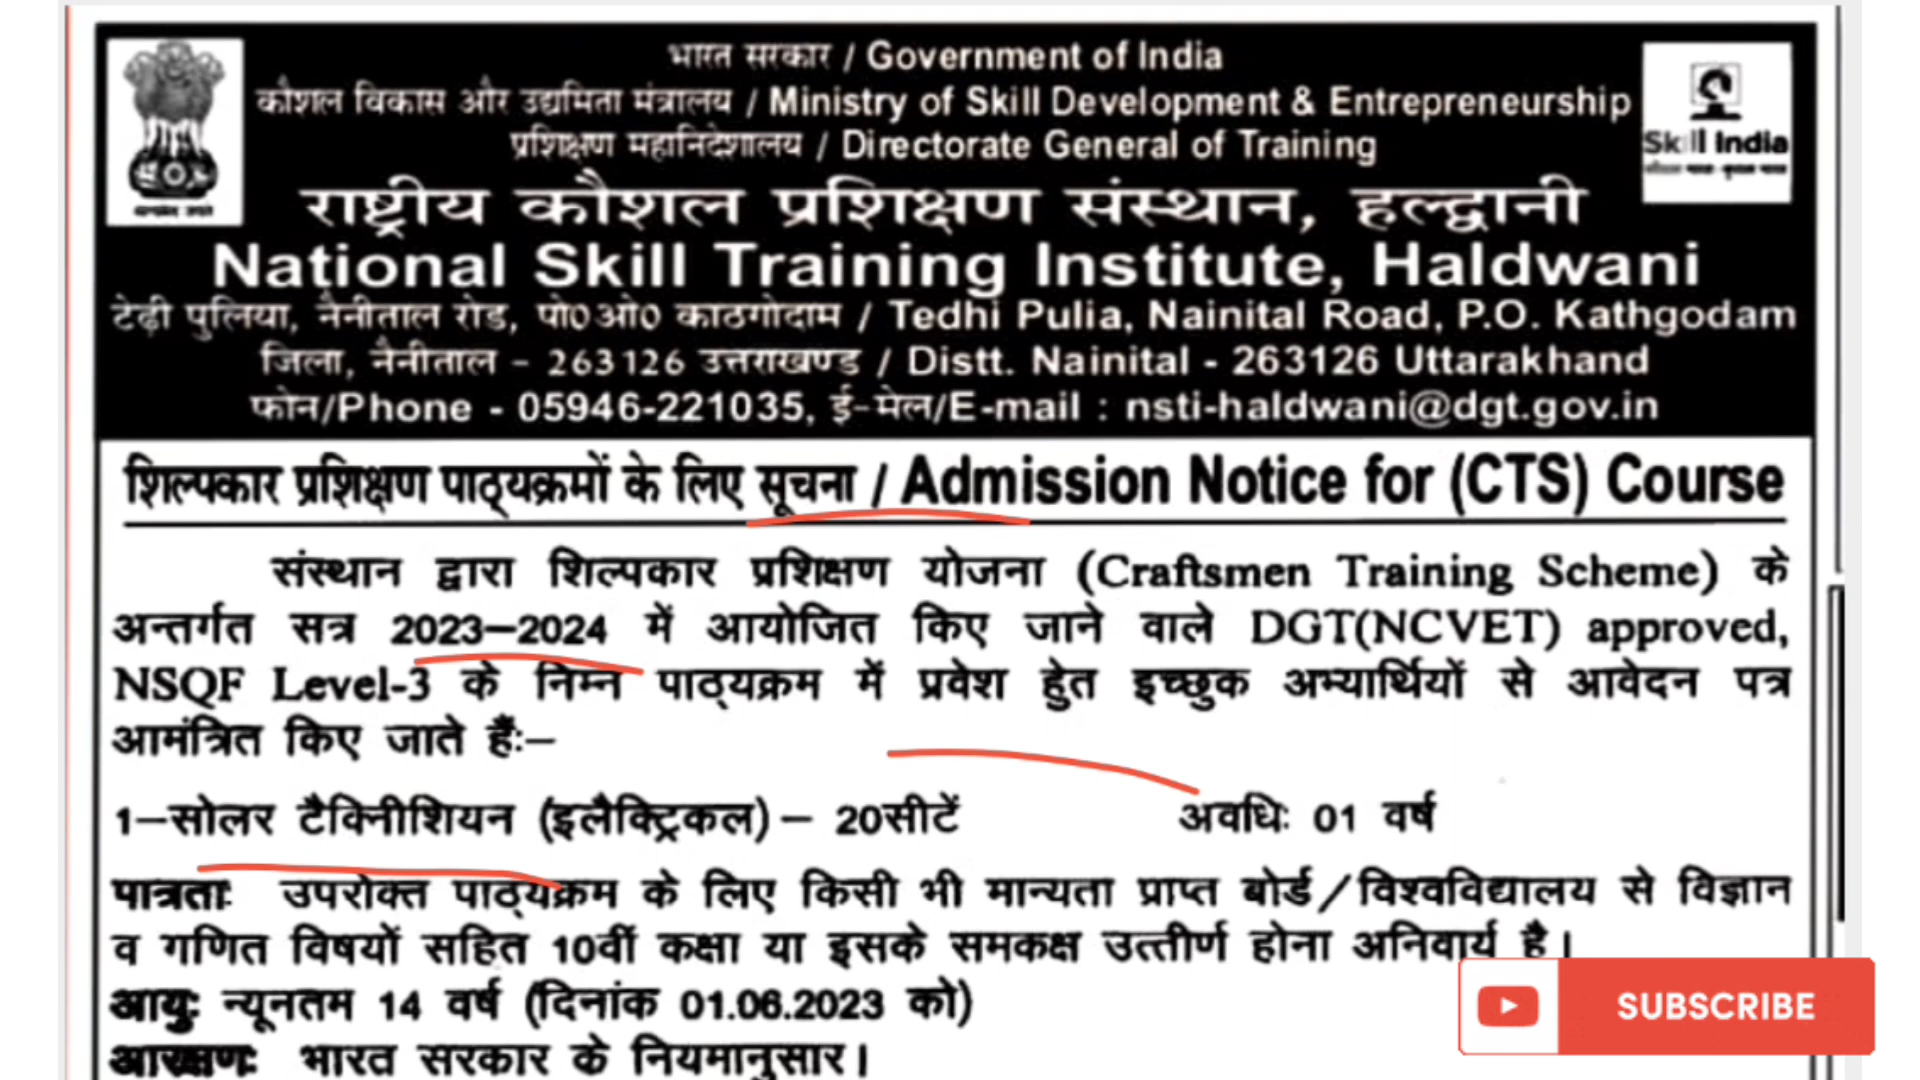 भारत सरकार / Government of India
कौशल विकास और उद्यमिता मंत्रालय / Ministry of Skill Development & Entrepreneurship
प्रशिक्षण महानिदेशालय / Directorate General of Training
Skill India
राष्ट्रीय कौशल प्रशिक्षण संस्थान, हल्द्वानी
National Skill Training Institute, Haldwani
टेढ़ी पुलिया, नैनीताल रोड, पो0ओ0 काठगोदाम / Tedhi Pulia, Nainital Road, P.O. Kathgodam
जिला, नैनीताल - 263126 उत्तराखण्ड / Distt. Nainital - 263126 Uttarakhand
फोन/Phone - 05946-221035, ई-मेल/E-mail : nsti-haldwani@dgt.gov.in
शिल्पकार प्रशिक्षण पाठ्यक्रमों के लिए सूचना / Admission Notice for (CTS) Course
संस्थान द्वारा शिल्पकार प्रशिक्षण योजना (Craftsmen Training Scheme) के
अन्तर्गत सत्र 2023–2024 में आयोजित किए जाने वाले DGT(NCVET) approved,
NSQF Level-3 के निम्न पाठ्यक्रम में प्रवेश हुेत इच्छुक अभ्यार्थियों से आवेदन पत्र
आमंत्रित किए जाते हैं:–
1–सोलर टैक्निीशियन (इलैक्ट्रिकल) – 20सीटें अवधिः 01 वर्ष
पात्रताः उपरोक्त पाठ्यक्रम के लिए किसी भी मान्यता प्राप्त बोर्ड/विश्वविद्यालय से विज्ञान
व गणित विषयों सहित 10वीं कक्षा या इसके समकक्ष उत्तीर्ण होना अनिवार्य है।
आयुः न्यूनतम 14 वर्ष (दिनांक 01.06.2023 को)
आरक्षणः भारत सरकार के नियमानुसार।
SUBSCRIBE